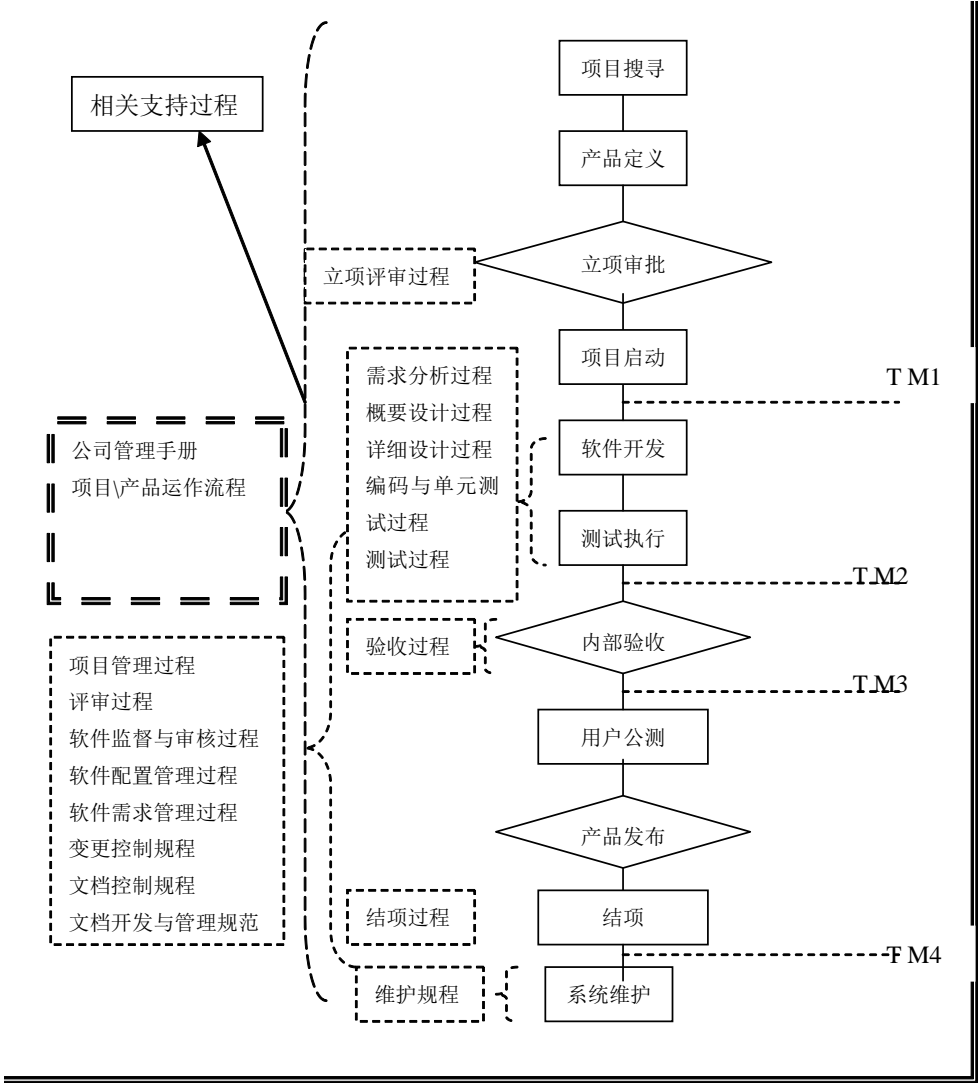 项目搜寻
相关支持过程
产品定义
立项审批
立项评审过程
项目启动
T M1
需求分析过程
概要设计过程
详细设计过程
编码与单元测
试过程
测试过程
公司管理手册
项目\产品运作流程
软件开发
测试执行
T M2
内部验收
验收过程
T M3
项目管理过程
评审过程
软件监督与审核过程
软件配置管理过程
软件需求管理过程
变更控制规程
文档控制规程
文档开发与管理规范
用户公测
产品发布
结项过程
结项
T M4
维护规程
系统维护